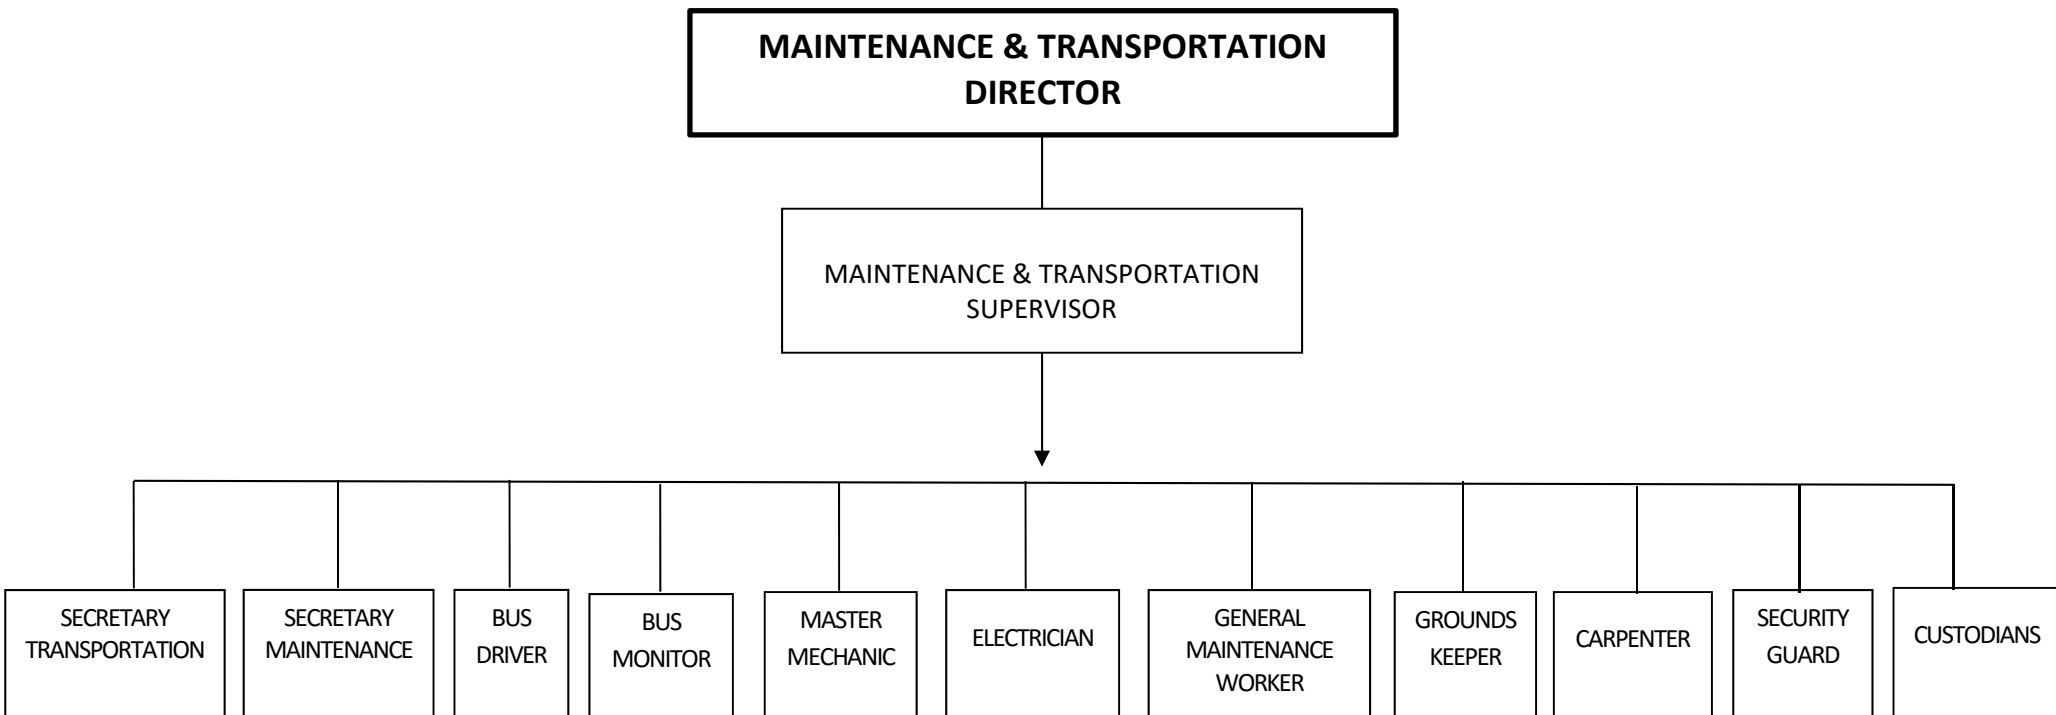 MAINTENANCE & TRANSPORTATION
DIRECTOR
MAINTENANCE & TRANSPORTATION
SUPERVISOR
SECRETARY
TRANSPORTATION
SECRETARY
MAINTENANCE
BUS
DRIVER
BUS
MONITOR
MASTER
MECHANIC
ELECTRICIAN
GENERAL
MAINTENANCE
WORKER
GROUNDS
KEEPER
CARPENTER
SECURITY
GUARD
CUSTODIANS